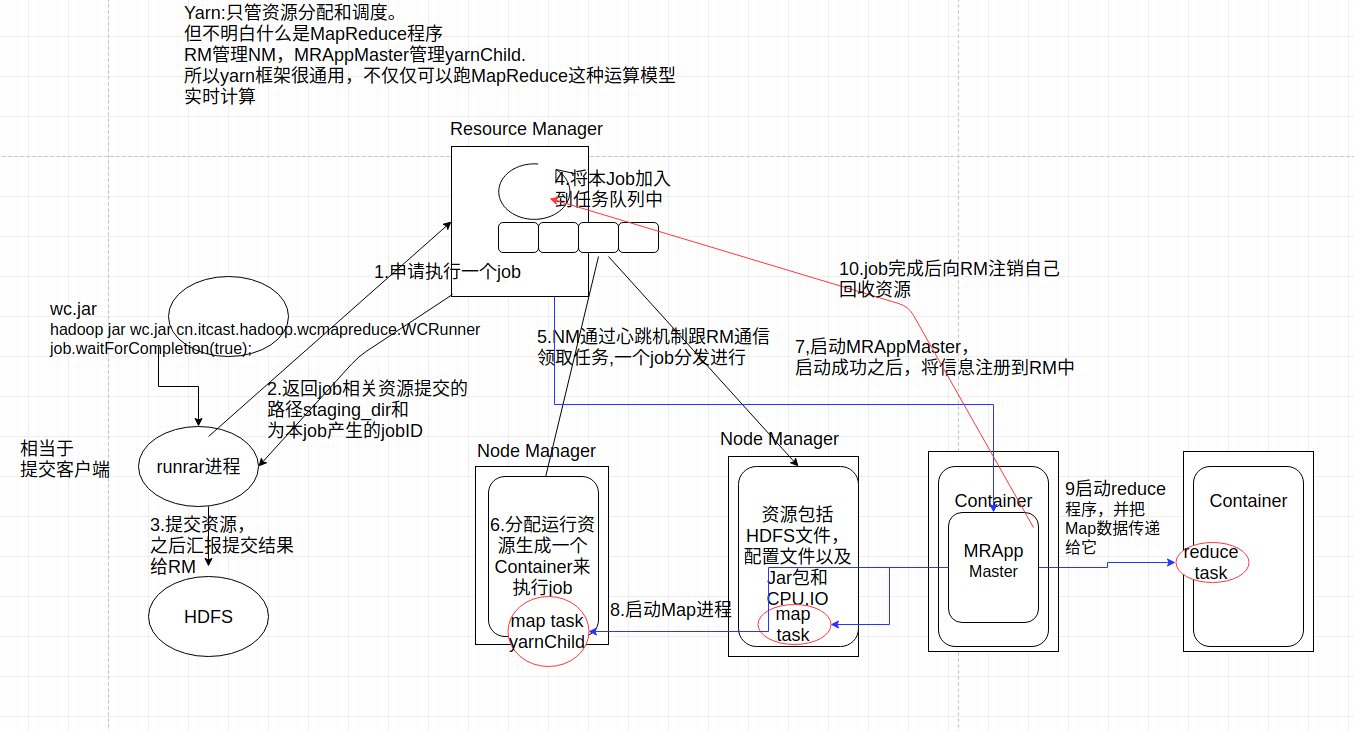 Yarn:只管资源分配和调度。
但不明白什么是MapReduce程序
RM管理NM，MRAppMaster管理yarnChild.
所以yarn框架很通用，不仅仅可以跑MapReduce这种运算模型
实时计算
Resource Manager
4,将本Job加入
到任务队列中
1.申请执行一个job
10.job完成后向RM注销自己
回收资源
wc.jar
hadoop jar wc.jar cn.itcast.hadoop.wcmapreduce.WCRunner
job.waitForCompletion(true);
5.NM通过心跳机制跟RM通信
领取任务,一个job分发进行
7,启动MRAppMaster，
启动成功之后，将信息注册到RM中
2.返回job相关资源提交的
路径staging_dir和
为本job产生的jobID
相当于
提交客户端
runrar进程
3.提交资源，
之后汇报提交结果
给RM
HDFS
Node Manager
6.分配运行资
源生成一个
Container来
执行job
map task
yarnChild
8.启动Map进程
Node Manager
资源包括
HDFS文件，
配置文件以及
Jar包和
CPU,IO
map
task
Container
MRApp
Master
9启动reduce
程序，并把
Map数据传递
给它
Container
reduce
task